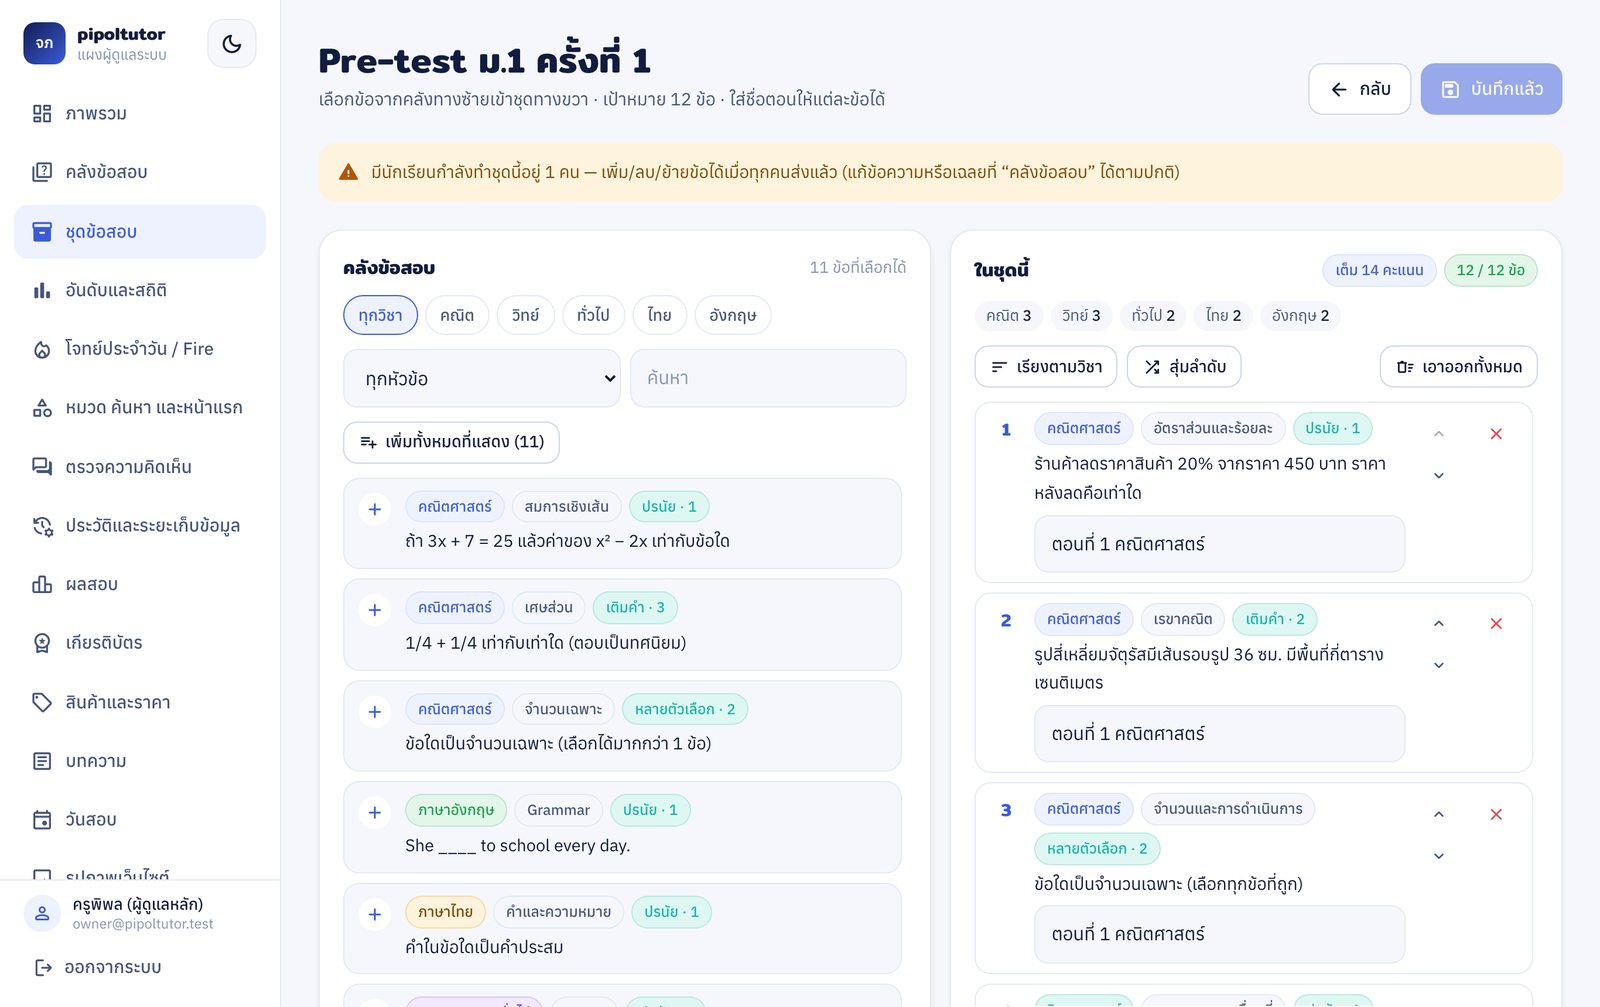 จภ
pipoltutor
แผงผู้ดูแลระบบ
ภาพรวม
คลังข้อสอบ
ชุดข้อสอบ
อันดับและสถิติ
โจทย์ประจำวัน / Fire
หมวด ค้นหา และหน้าแรก
ตรวจความคิดเห็น
ประวัติและระยะเก็บข้อมูล
ผลสอบ
เกียรติบัตร
สินค้าและราคา
บทความ
วันสอบ
รูปภาพเว็บไซต์
ครูพิพล (ผู้ดูแลหลัก)
owner@pipoltutor.test
ออกจากระบบ
Pre-test ม.1 ครั้งที่ 1
เลือกข้อจากคลังทางซ้ายเข้าชุดทางขวา · เป้าหมาย 12 ข้อ · ใส่ชื่อตอนให้แต่ละข้อได้
กลับ
บันทึกแล้ว
มีนักเรียนกำลังทำชุดนี้อยู่ 1 คน — เพิ่ม/ลบ/ย้ายข้อได้เมื่อทุกคนส่งแล้ว (แก้ข้อความหรือเฉลยที่ “คลังข้อสอบ” ได้ตามปกติ)
คลังข้อสอบ
11 ข้อที่เลือกได้
ทุกวิชา คณิต วิทย์ ทั่วไป ไทย อังกฤษ
ทุกหัวข้อ
ค้นหา
เพิ่มทั้งหมดที่แสดง (11)
คณิตศาสตร์ สมการเชิงเส้น ปรนัย · 1
ถ้า 3x + 7 = 25 แล้วค่าของ x² − 2x เท่ากับข้อใด
คณิตศาสตร์ เศษส่วน เติมคำ · 3
1/4 + 1/4 เท่ากับเท่าใด (ตอบเป็นทศนิยม)
คณิตศาสตร์ จำนวนเฉพาะ หลายตัวเลือก · 2
ข้อใดเป็นจำนวนเฉพาะ (เลือกได้มากกว่า 1 ข้อ)
ภาษาอังกฤษ Grammar ปรนัย · 1
She ____ to school every day.
ภาษาไทย คำและความหมาย ปรนัย · 1
คำในข้อใดเป็นคำประสม
ในชุดนี้
เต็ม 14 คะแนน
12 / 12 ข้อ
คณิต 3 วิทย์ 3 ทั่วไป 2 ไทย 2 อังกฤษ 2
เรียงตามวิชา
สุ่มลำดับ
เอาออกทั้งหมด
1 คณิตศาสตร์ อัตราส่วนและร้อยละ ปรนัย · 1
ร้านค้าลดราคาสินค้า 20% จากราคา 450 บาท ราคา
หลังลดคือเท่าใด
ตอนที่ 1 คณิตศาสตร์
2 คณิตศาสตร์ เรขาคณิต เติมคำ · 2
รูปสี่เหลี่ยมจัตุรัสมีเส้นรอบรูป 36 ซม. มีพื้นที่กี่ตาราง
เซนติเมตร
ตอนที่ 1 คณิตศาสตร์
3 คณิตศาสตร์ จำนวนและการดำเนินการ
หลายตัวเลือก · 2
ข้อใดเป็นจำนวนเฉพาะ (เลือกทุกข้อที่ถูก)
ตอนที่ 1 คณิตศาสตร์